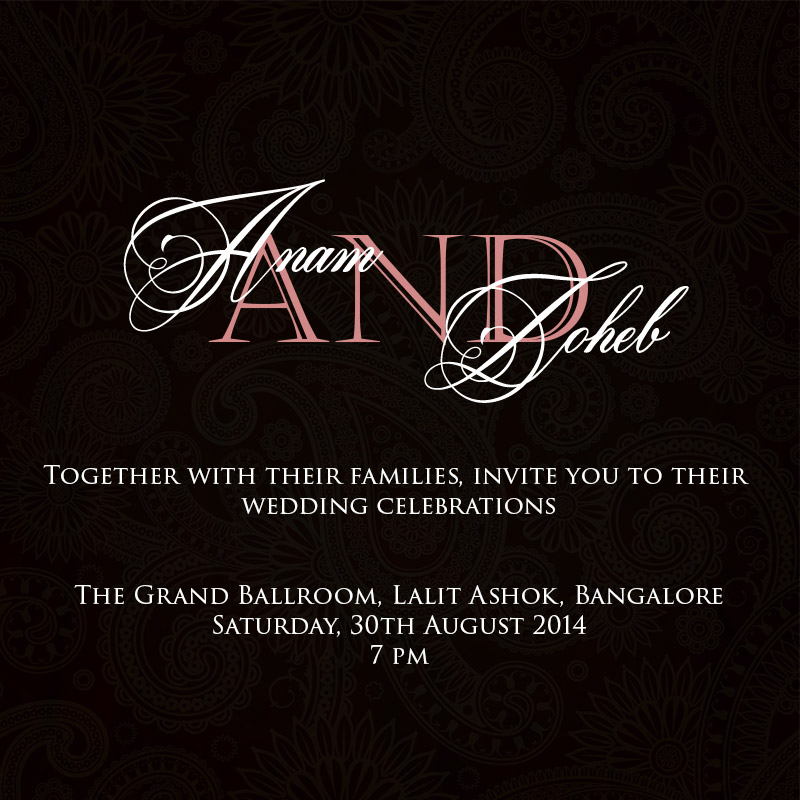 Anam
AND
Zoheb
Together with their families, invite you to their
wedding celebrations
The Grand Ballroom, Lalit Ashok, Bangalore
Saturday, 30th August 2014
7 pm